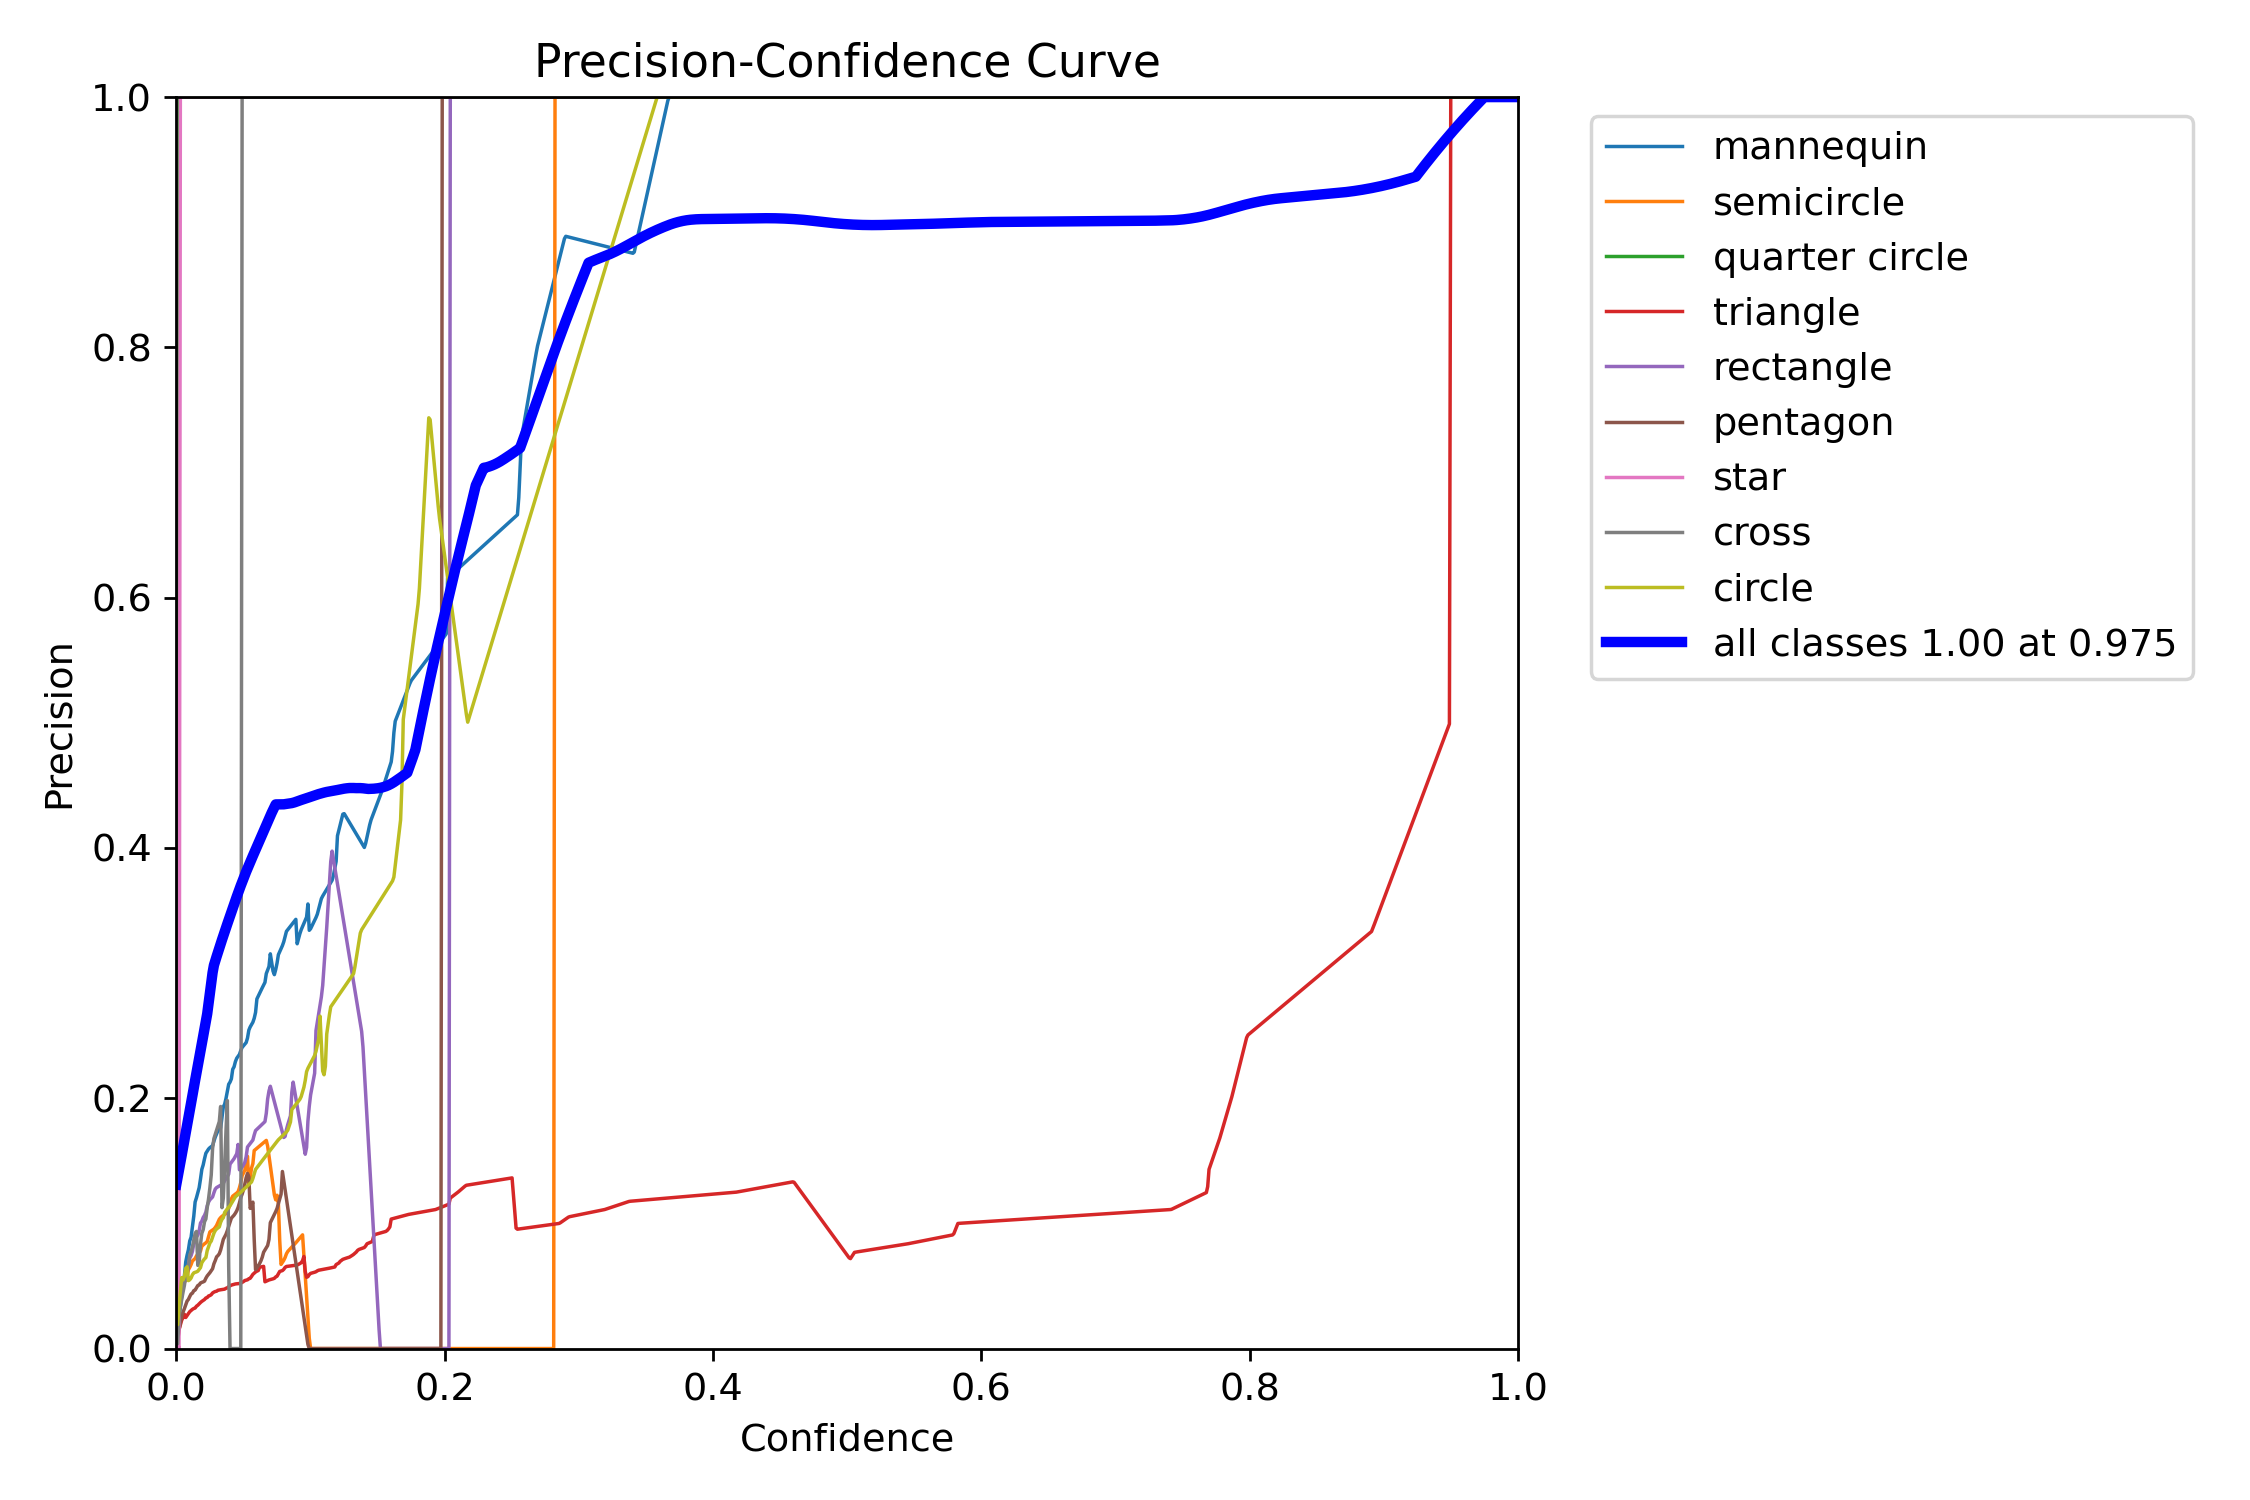 Precision-Confidence Curve
1.0
0.8
0.6
0.4
0.2
0.0
Precision
0.0 0.2 0.4 0.6 0.8 1.0
Confidence
mannequin
semicircle
quarter circle
triangle
rectangle
pentagon
star
cross
circle
all classes 1.00 at 0.975